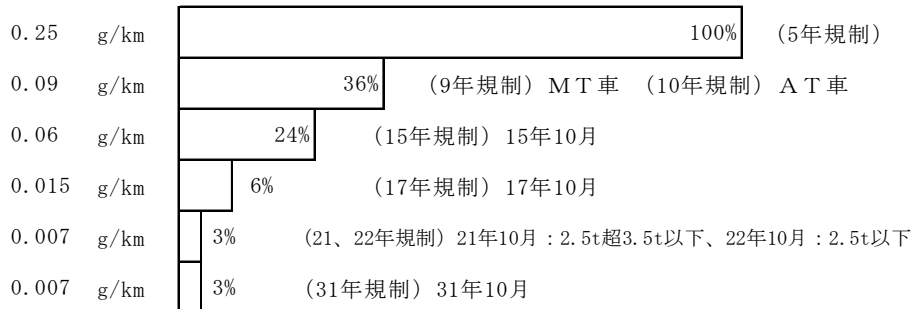 0.25 g/km 100% (5年規制)
0.09 g/km 36% (9年規制) ＭＴ車 (10年規制) ＡＴ車
0.06 g/km 24% (15年規制) 15年10月
0.015 g/km 6% (17年規制) 17年10月
0.007 g/km 3% (21、22年規制) 21年10月：2.5t超3.5t以下、22年10月：2.5t以下
0.007 g/km 3% (31年規制) 31年10月